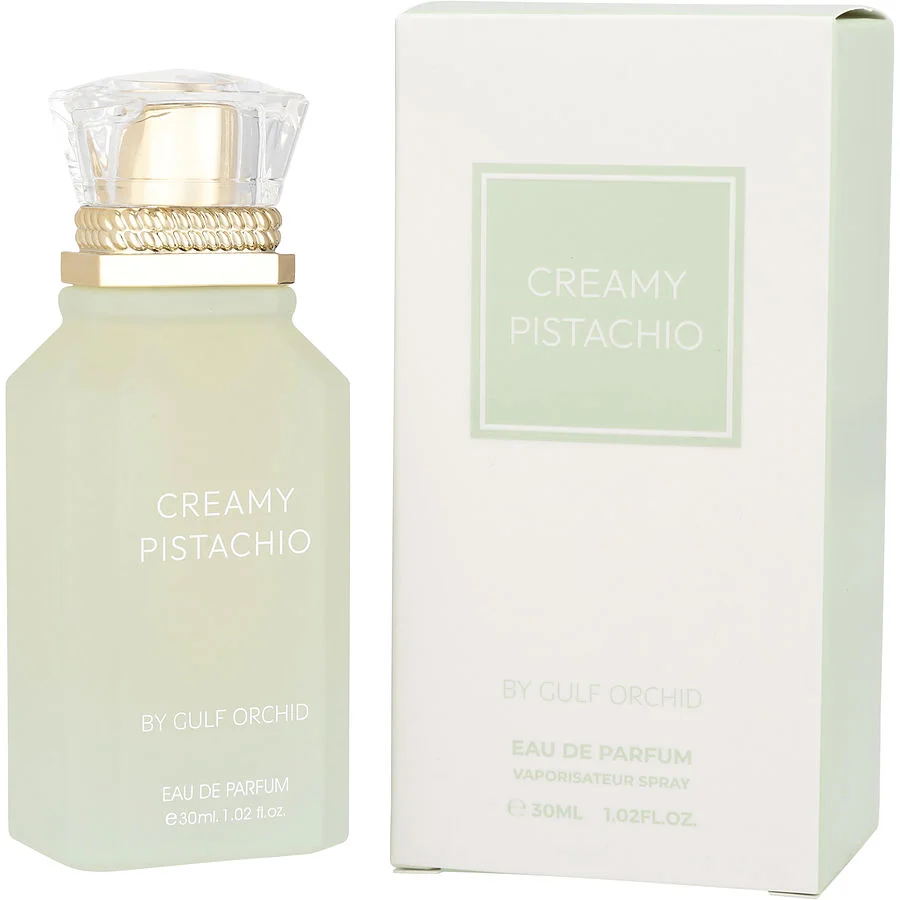 CREAMY
PISTACHIO
BY GULF ORCHID
EAU DE PARFUM
℮30ml. 1.02 fl.oz.
CREAMY
PISTACHIO
BY GULF ORCHID
EAU DE PARFUM
VAPORISATEUR SPRAY
℮ 30ML 1.02FL.OZ.